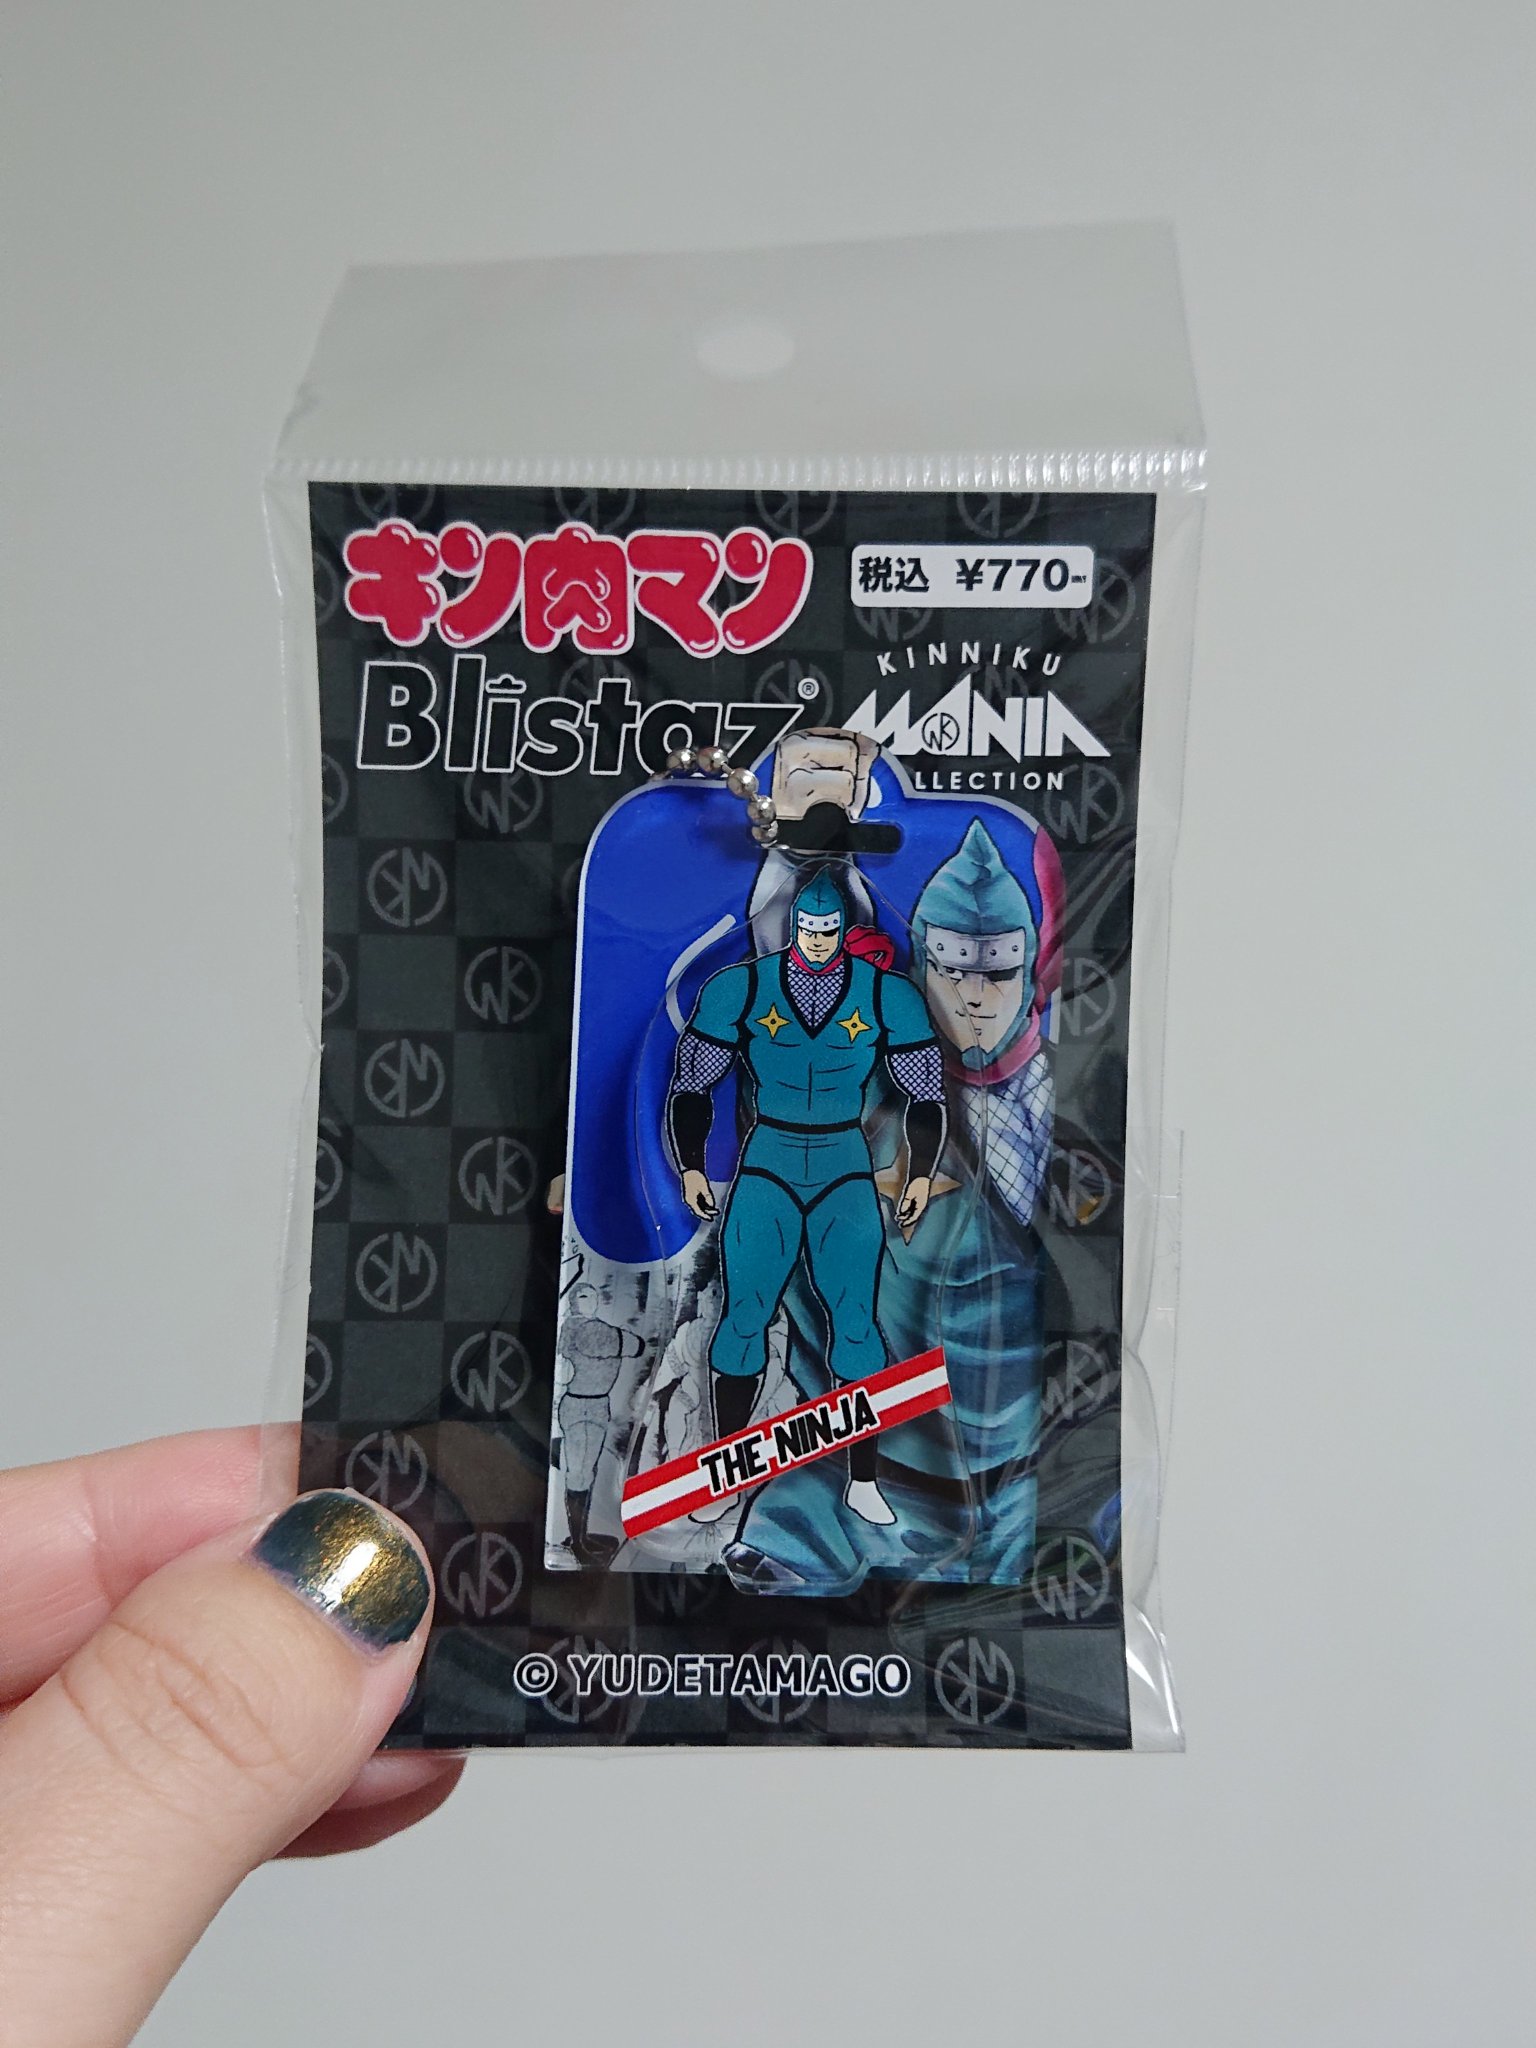 キン肉マン
税込 ¥770
Blistaz®
KINNIKU
MANIA
LLECTION
THE NINJA
© YUDETAMAGO